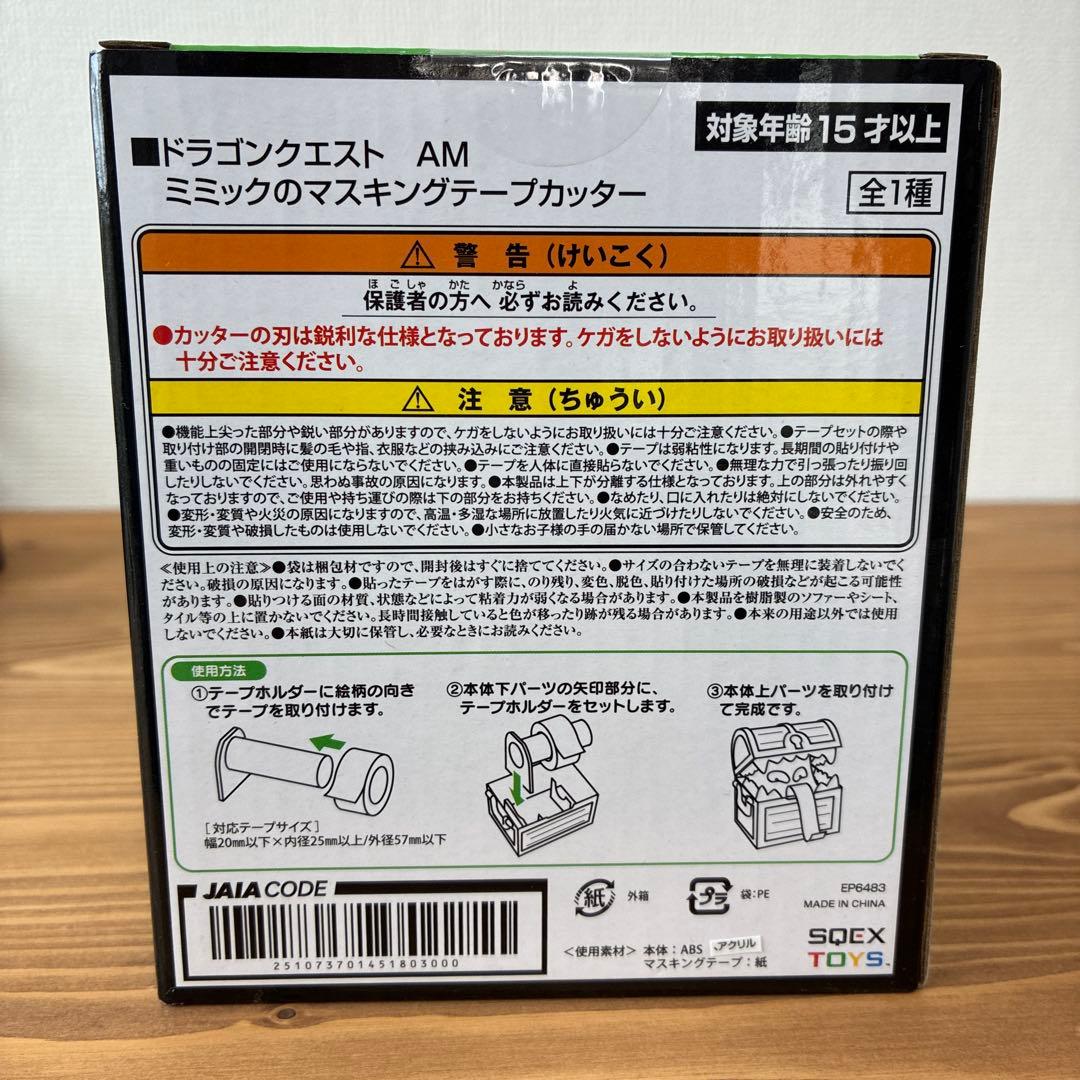 対象年齢15才以上
■ドラゴンクエスト AM
ミミックのマスキングテープカッター
全1種
⚠ 警告（けいこく）
保護者の方へ 必ずお読みください。
●カッターの刃は鋭利な仕様となっております。ケガをしないようにお取り扱いには
十分ご注意ください。
⚠ 注意（ちゅうい）
●機能上尖った部分や鋭い部分がありますので、ケガをしないようにお取り扱いには十分ご注意ください。●テープセットの際や
取り付け部の開閉時に髪の毛や指、衣服などの挟み込みにご注意ください。●テープは弱粘性になります。長期間の貼り付けや
重いものの固定にはご使用にならないでください。●テープを人体に直接貼らないでください。●無理な力で引っ張ったり振り回
したりしないでください。思わぬ事故の原因になります。●本製品は上下が分離する仕様となっております。上の部分は外れやすく
なっておりますので、ご使用や持ち運びの際は下の部分をお持ちください。●なめたり、口に入れたりは絶対にしないでください。
●変形・変質や火災の原因になりますので、高温・多湿な場所に放置したり火気に近づけたりしないでください。●安全のため、
変形・変質や破損したものは使用しないでください。●小さなお子様の手の届かない場所で保管してください。
≪使用上の注意≫●袋は梱包材ですので、開封後はすぐに捨ててください。●サイズの合わないテープを無理に装着しないでくだ
さい。破損の原因になります。●貼ったテープをはがす際に、のり残り、変色、脱色、貼り付けた場所の破損などが起こる可能性
があります。●貼りつける面の材質、状態などによって粘着力が弱くなる場合があります。●本製品を樹脂製のソファーやシート、
タイル等の上に置かないでください。長時間接触していると色が移ったり跡が残る場合があります。●本来の用途以外では使用
しないでください。●本紙は大切に保管し、必要なときにお読みください。
使用方法
①テープホルダーに絵柄の向き
でテープを取り付けます。
②本体下パーツの矢印部分に、
テープホルダーをセットします。
③本体上パーツを取り付け
て完成です。
［対応テープサイズ］
幅20mm以下×内径25mm以上/外径57mm以下
JAIA CODE
2510737014518030​00
紙 外箱
プラ 袋：PE
EP6483
MADE IN CHINA
＜使用素材＞ 本体：ABS、アクリル
マスキングテープ：紙
SQEX
TOYS